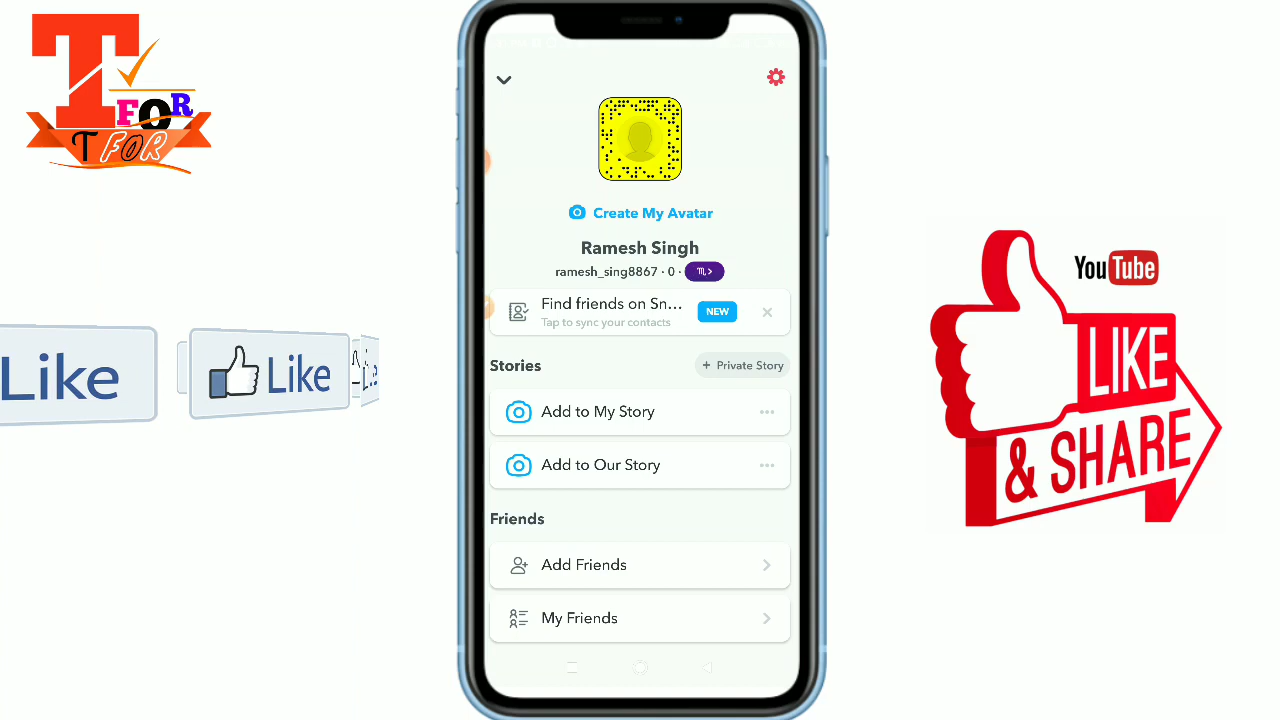 T
FOR
T FOR
Like
Like
Create My Avatar
Ramesh Singh
ramesh_sing8867 · 0 · ♏ >
Find friends on Sn...
Tap to sync your contacts
NEW
Stories
+ Private Story
Add to My Story
Add to Our Story
Friends
Add Friends
My Friends
YouTube
LIKE
& SHARE